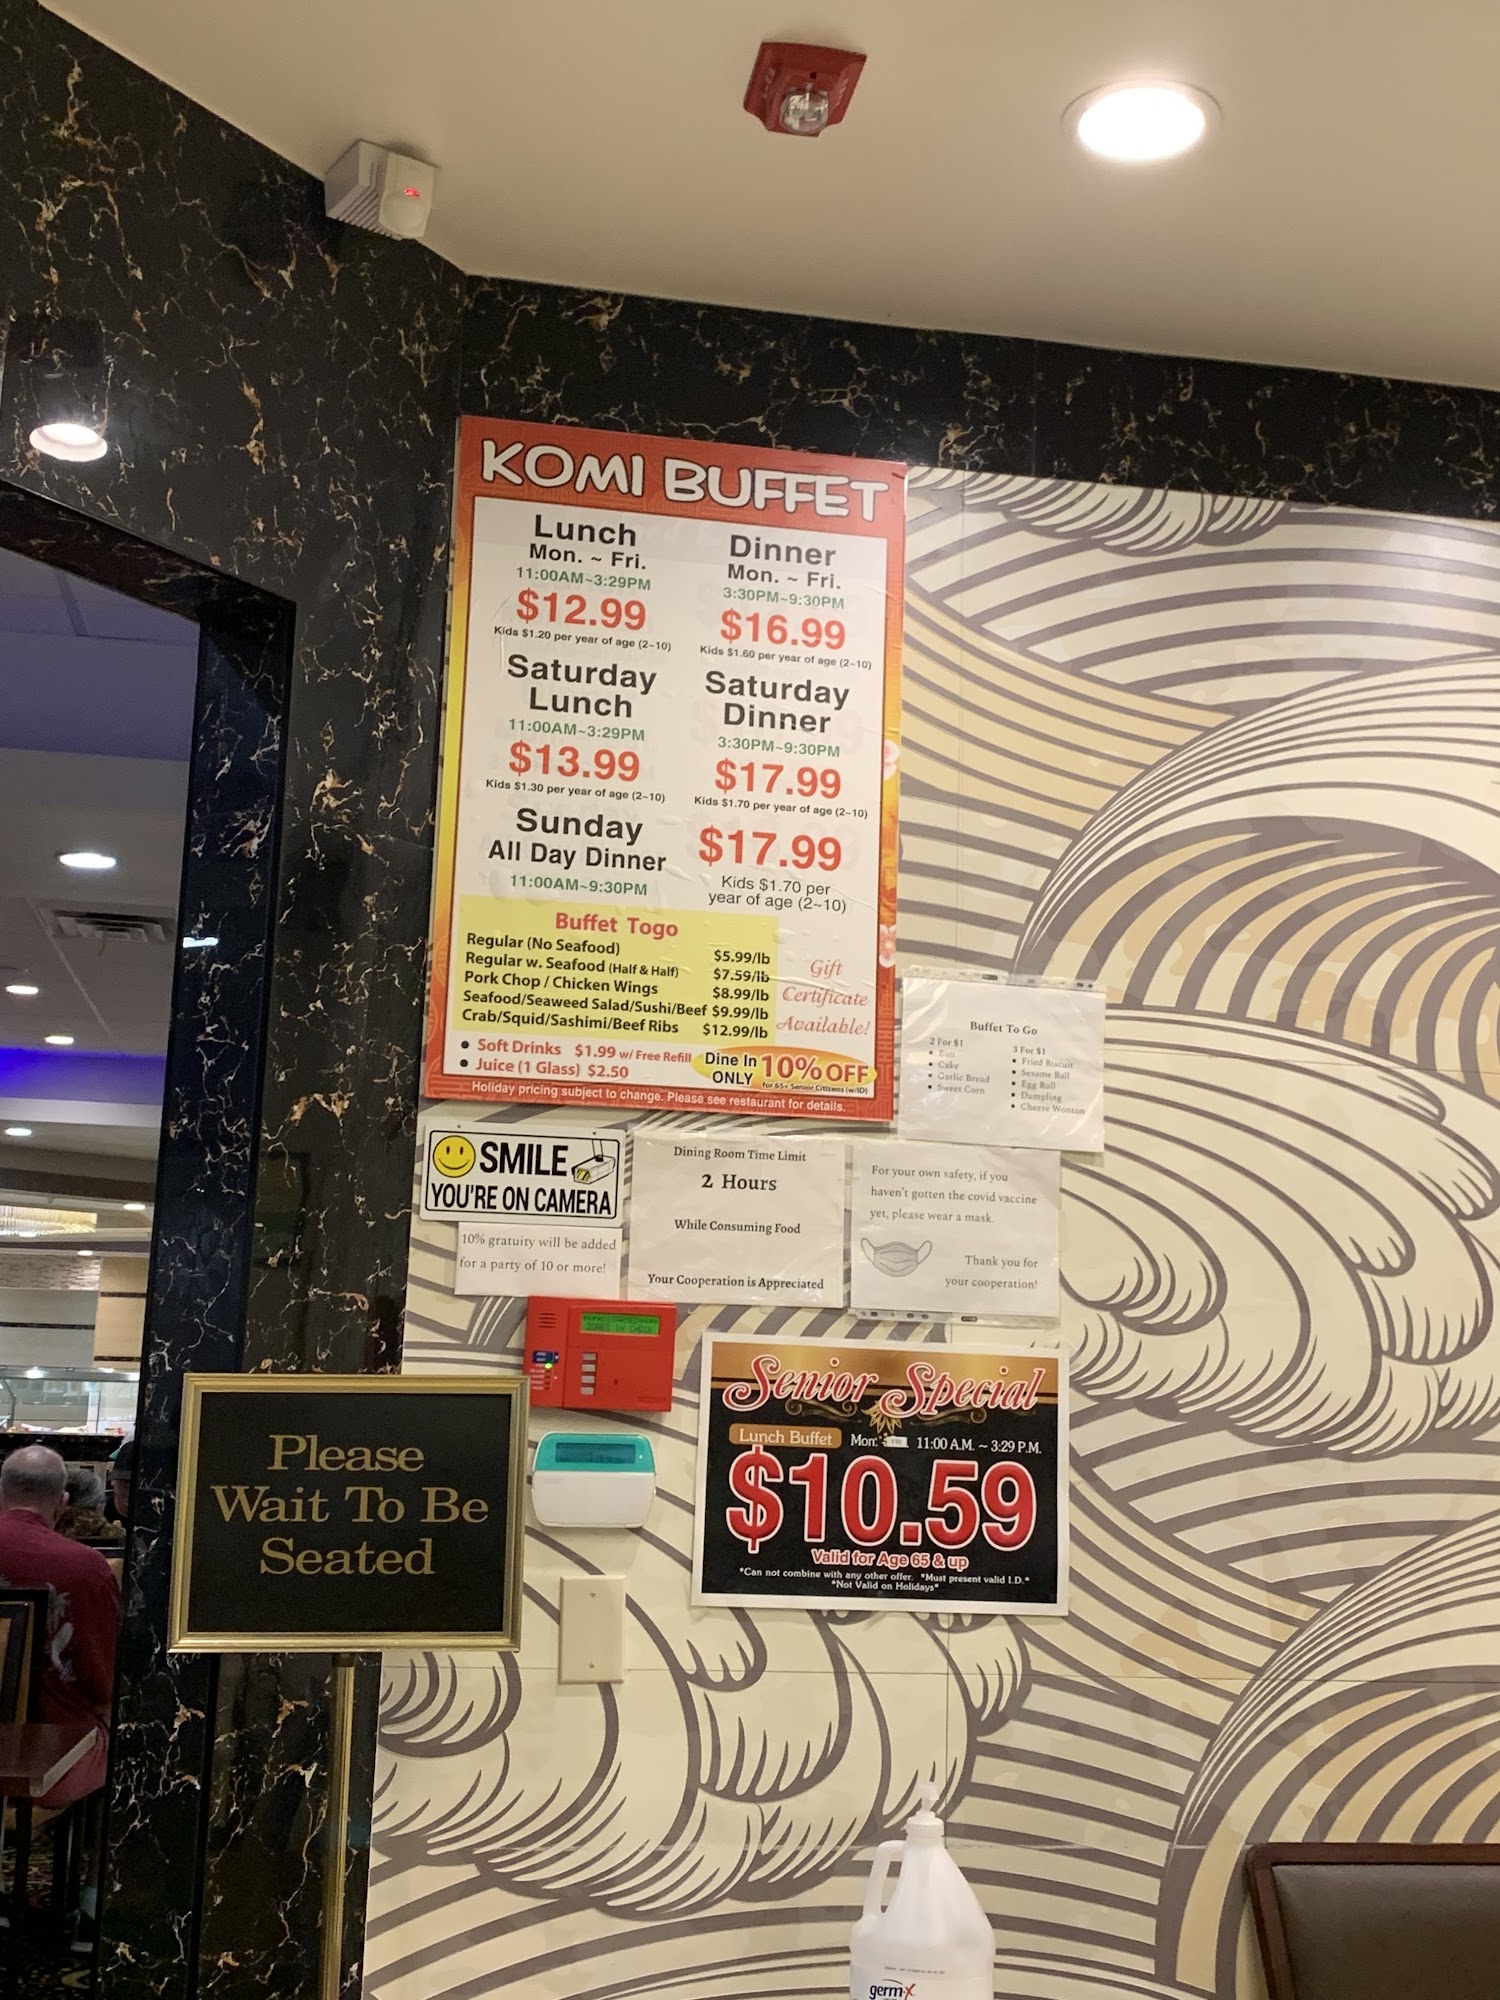 KOMI BUFFET
Lunch
Mon. ~ Fri.
11:00AM~3:29PM
$12.99
Kids $1.20 per year of age (2~10)
Dinner
Mon. ~ Fri.
3:30PM~9:30PM
$16.99
Kids $1.60 per year of age (2~10)
Saturday
Lunch
11:00AM~3:29PM
$13.99
Kids $1.30 per year of age (2~10)
Saturday
Dinner
3:30PM~9:30PM
$17.99
Kids $1.70 per year of age (2~10)
Sunday
All Day Dinner
11:00AM~9:30PM
$17.99
Kids $1.70 per
year of age (2~10)
Buffet Togo
Regular (No Seafood) $5.99/lb
Regular w. Seafood (Half & Half) $7.59/lb
Pork Chop / Chicken Wings $8.99/lb
Seafood/Seaweed Salad/Sushi/Beef $9.99/lb
Crab/Squid/Sashimi/Beef Ribs $12.99/lb
Gift
Certificate
Available!
• Soft Drinks $1.99 w/ Free Refill
• Juice (1 Glass) $2.50
Dine In
ONLY
10% OFF
for 65+ Senior Citizens (w/ID)
Holiday pricing subject to change. Please see restaurant for details.
Buffet To Go
2 For $1
• Bun
• Cake
• Garlic Bread
• Sweet Corn
3 For $1
• Fried Biscuit
• Sesame Ball
• Egg Roll
• Dumpling
• Cheese Wonton
SMILE
YOU'RE ON CAMERA
10% gratuity will be added
for a party of 10 or more!
Dining Room Time Limit
2 Hours
While Consuming Food
Your Cooperation is Appreciated
For your own safety, if you
haven't gotten the covid vaccine
yet, please wear a mask.
Thank you for
your cooperation!
Senior Special
Lunch Buffet Mon. FRI 11:00 A.M. ~ 3:29 P.M.
$10.59
Valid for Age 65 & up
*Can not combine with any other offer. *Must present valid I.D.*
*Not Valid on Holidays*
Please
Wait To Be
Seated
germ-X